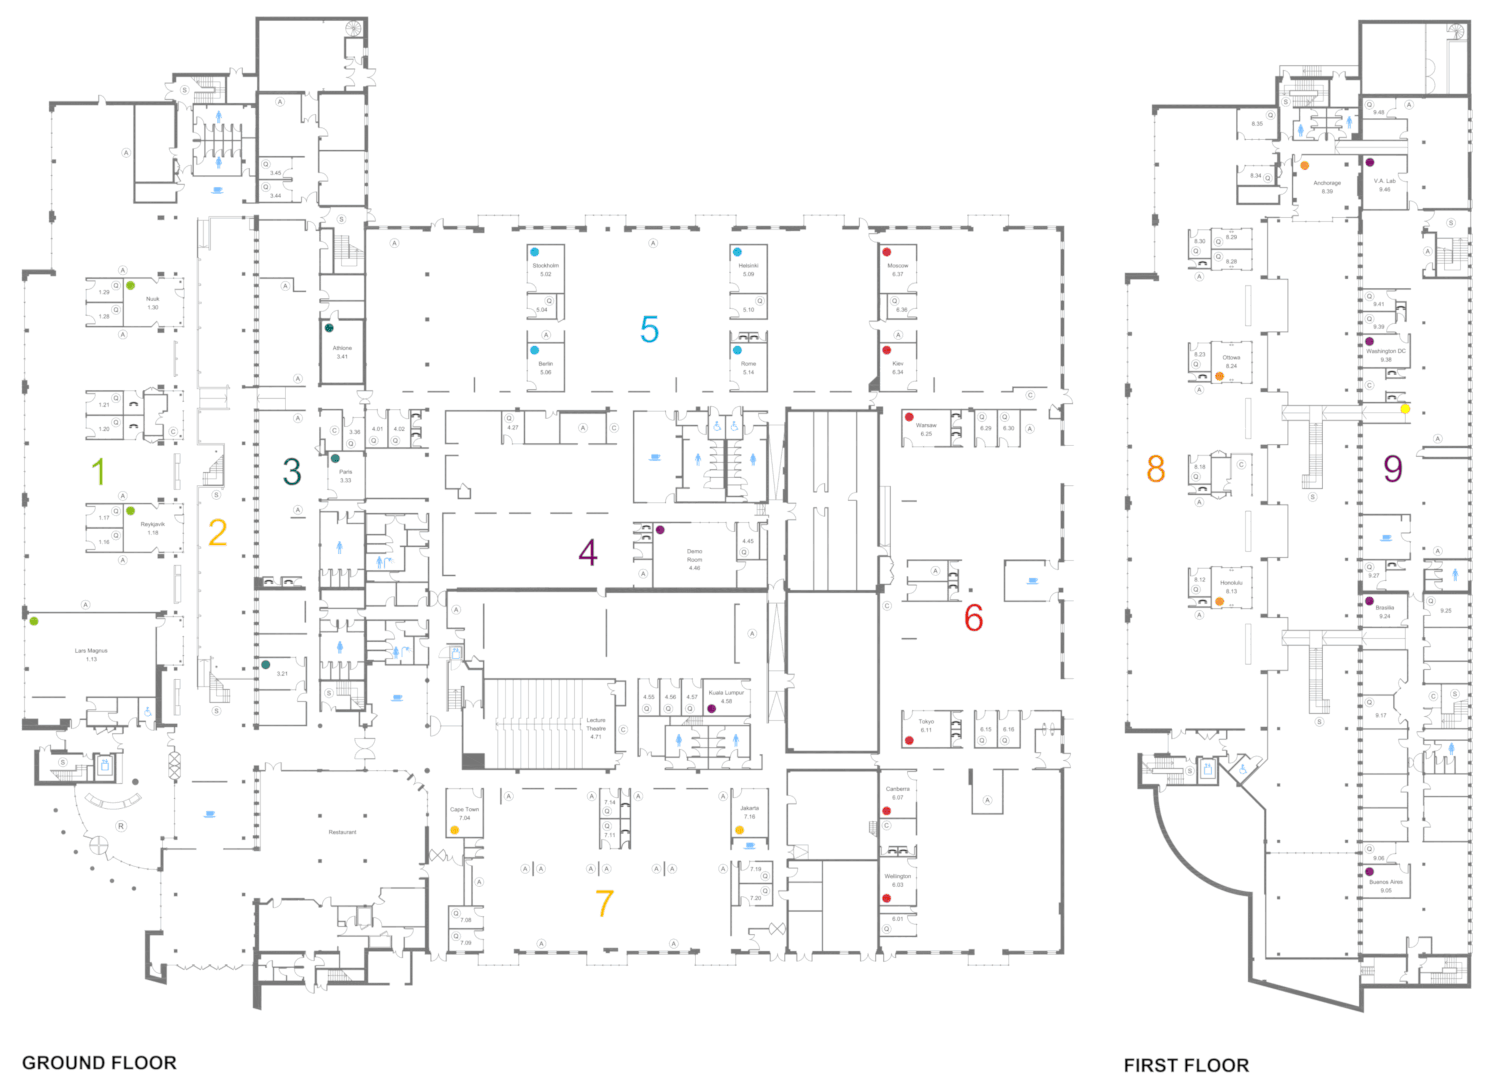 S
A
A
3.45
Q
3.44
Q
S
A
A
A
A
1.29
Q
1.28
Q
Nuuk
1.30
A
Stockholm
5.02
5.04
Q
A
Berlin
5.06
5
Helsinki
5.09
5.10
Q
A
Rome
5.14
Moscow
6.37
Q
6.36
A
Kiev
6.34
Athlone
3.41
A
A
1.21
Q
1.20
Q
C
1
A
1.17
Q
1.16
Q
Reykjavik
1.18
A
A
Lars Magnus
1.13
2
S
S
3
A
A
C
3.36
Q
4.01
Q
4.02
Q
Paris
3.33
3.21
S
Q
4.27
A
C
4
A
Demo
Room
4.46
4.45
Q
A
A
Lecture
Theatre
4.71
C
4.55
Q
4.56
Q
4.57
Q
Kuala Lumpur
4.58
Warsaw
6.25
Q
6.29
Q
6.30
A
C
A
C
6
Tokyo
6.11
6.15
Q
6.16
Q
S
R
Restaurant
Cape Town
7.04
A
7.14
Q
Q
7.11
A
Jakarta
7.16
A
A
A
A
A
A
A
7
Q
7.08
Q
7.09
7.19
Q
Q
7.20
A
A
Canberra
6.07
C
Wellington
6.03
6.01
Q
A
GROUND FLOOR
S
Q
8.35
8.34
Q
Anchorage
8.39
8.30
Q
8.29
Q
8.28
Q
A
8.23
Q
Ottawa
8.24
A
8
8.18
Q
C
A
8.12
Q
Honolulu
8.13
A
S
S
S
Q
9.48
A
V.A. Lab
9.46
S
A
Q
9.41
Q
9.39
Washington DC
9.38
C
A
9
A
Q
9.27
Brasilia
9.24
9.25
C
S
Q
9.17
Q
9.06
Buenos Aires
9.05
FIRST FLOOR